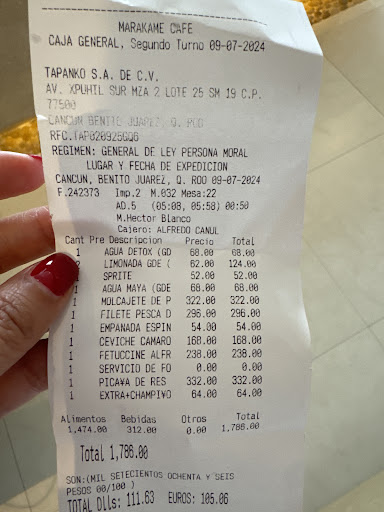 MARAKAME CAFE
CAJA GENERAL, Segundo Turno 09-07-2024
TAPANKO S.A. DE C.V.
AV. XPUHIL SUR MZA 2 LOTE 25 SM 19 C.P.
77500
CANCUN BENITO JUAREZ, Q. ROO
RFC.TAP020925GQ6
REGIMEN: GENERAL DE LEY PERSONA MORAL
LUGAR Y FECHA DE EXPEDICION
CANCUN, BENITO JUAREZ, Q. ROO 09-07-2024
F.242373 Imp.2 M.032 Mesa:22
AD.5 (05:08, 05:58) 00:50
M.Hector Blanco
Cajero: ALFREDO CANUL
Cant Pre Descripcion Precio Total
1 AGUA DETOX (GD 68.00 68.00
LIMONADA GDE ( 62.00 124.00
SPRITE 52.00 52.00
1 AGUA MAYA (GDE 68.00 68.00
1 MOLCAJETE DE P 322.00 322.00
1 FILETE PESCA D 296.00 296.00
1 EMPANADA ESPIN 54.00 54.00
1 CEVICHE CAMARO 168.00 168.00
1 FETUCCINE ALFR 238.00 238.00
1 SERVICIO DE FO 0.00 0.00
1 PICA¥A DE RES 332.00 332.00
1 EXTRA+CHAMPI¥O 64.00 64.00
Alimentos Bebidas Otros Total
1,474.00 312.00 0.00 1,786.00
Total 1,786.00
SON:(MIL SETECIENTOS OCHENTA Y SEIS
PESOS 00/100 )
TOTAL Dlls: 111.63 EUROS: 105.06